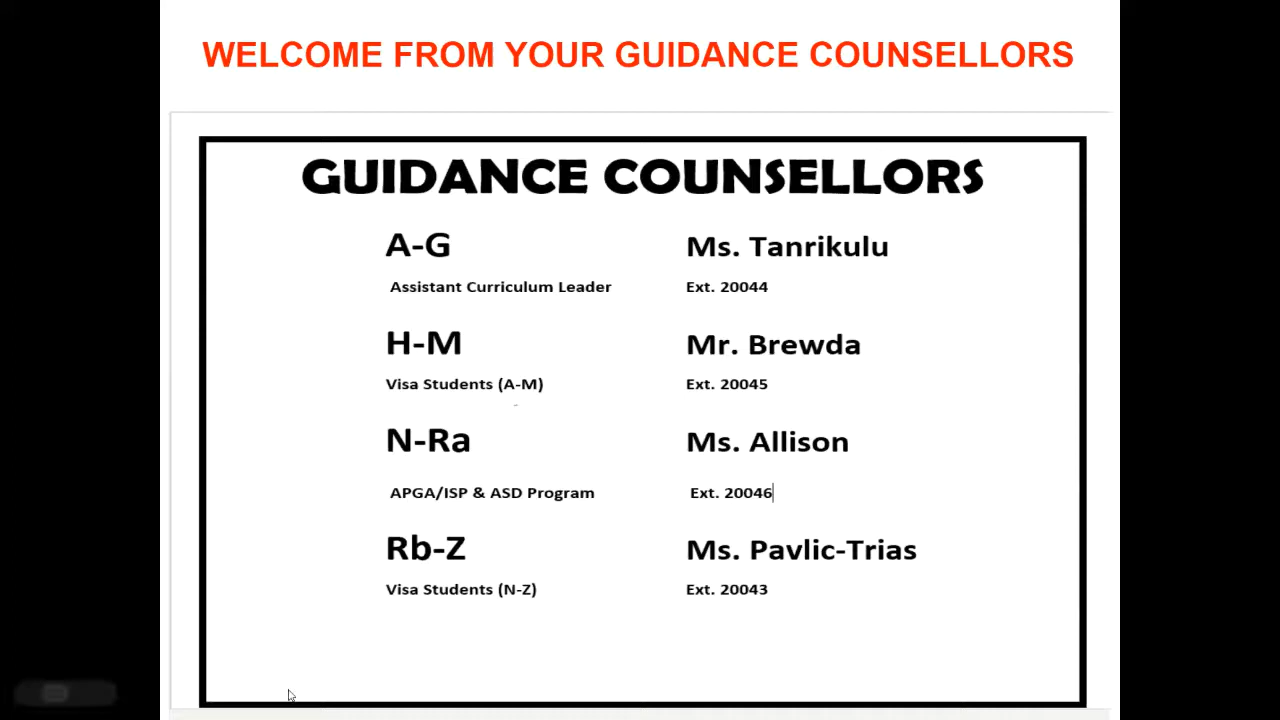 WELCOME FROM YOUR GUIDANCE COUNSELLORS
GUIDANCE COUNSELLORS
A-G Ms. Tanrikulu
Assistant Curriculum Leader Ext. 20044
H-M Mr. Brewda
Visa Students (A-M) Ext. 20045
N-Ra Ms. Allison
APGA/ISP & ASD Program Ext. 20046
Rb-Z Ms. Pavlic-Trias
Visa Students (N-Z) Ext. 20043